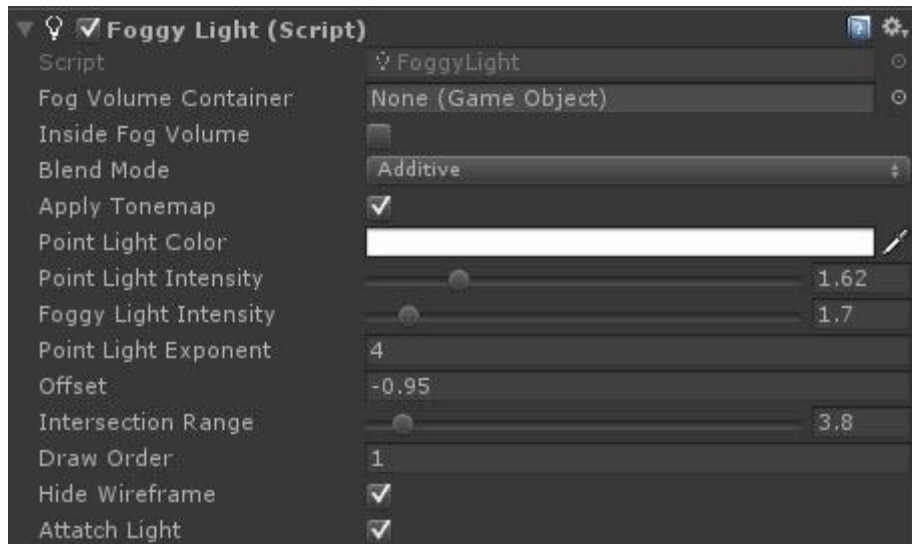 Foggy Light (Script)
Script FoggyLight
Fog Volume Container None (Game Object)
Inside Fog Volume
Blend Mode Additive
Apply Tonemap
Point Light Color
Point Light Intensity 1.62
Foggy Light Intensity 1.7
Point Light Exponent 4
Offset -0.95
Intersection Range 3.8
Draw Order 1
Hide Wireframe
Attatch Light